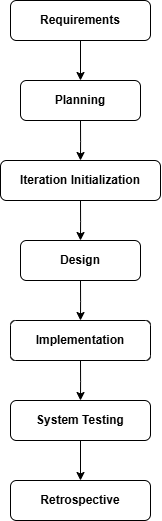 Requirements
Planning
Iteration Initialization
Design
Implementation
System Testing
Retrospective